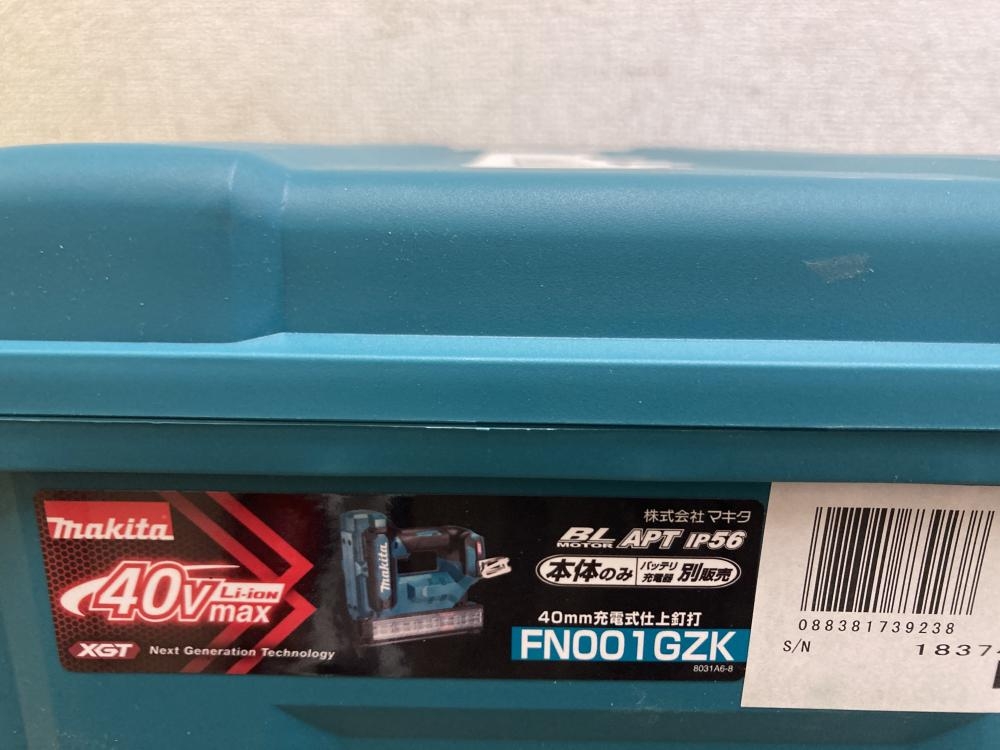 makita
40Vmax Li-ion
XGT Next Generation Technology
makita
株式会社 マキタ
BL MOTOR APT IP56
本体のみ バッテリ 充電器 別販売
40mm充電式仕上釘打
FN001GZK
8031A6-8
088381739238
S/N 1837